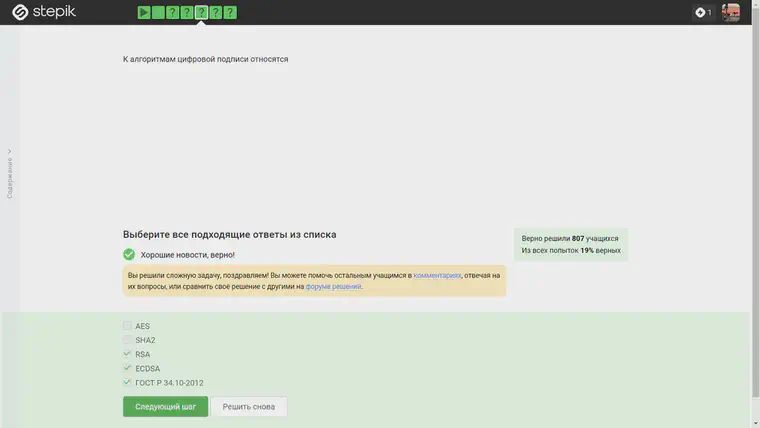 stepik
? ? ? ? ?
1
К алгоритмам цифровой подписи относятся
Содержание
Выберите все подходящие ответы из списка
Верно решили 807 учащихся
Из всех попыток 19% верных
Хорошие новости, верно!
Вы решили сложную задачу, поздравляем! Вы можете помочь остальным учащимся в комментариях, отвечая на
их вопросы, или сравнить своё решение с другими на форуме решений.
AES
SHA2
RSA
ECDSA
ГОСТ Р 34.10-2012
Следующий шаг
Решить снова